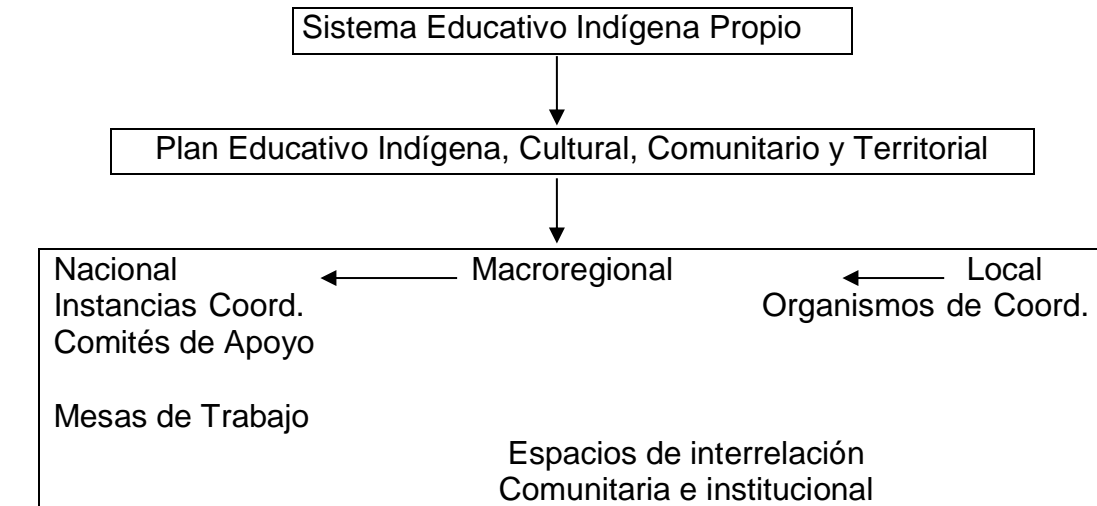 Sistema Educativo Indígena Propio
Plan Educativo Indígena, Cultural, Comunitario y Territorial
Nacional Macroregional Local
Instancias Coord. Organismos de Coord.
Comités de Apoyo
Mesas de Trabajo
Espacios de interrelación
Comunitaria e institucional